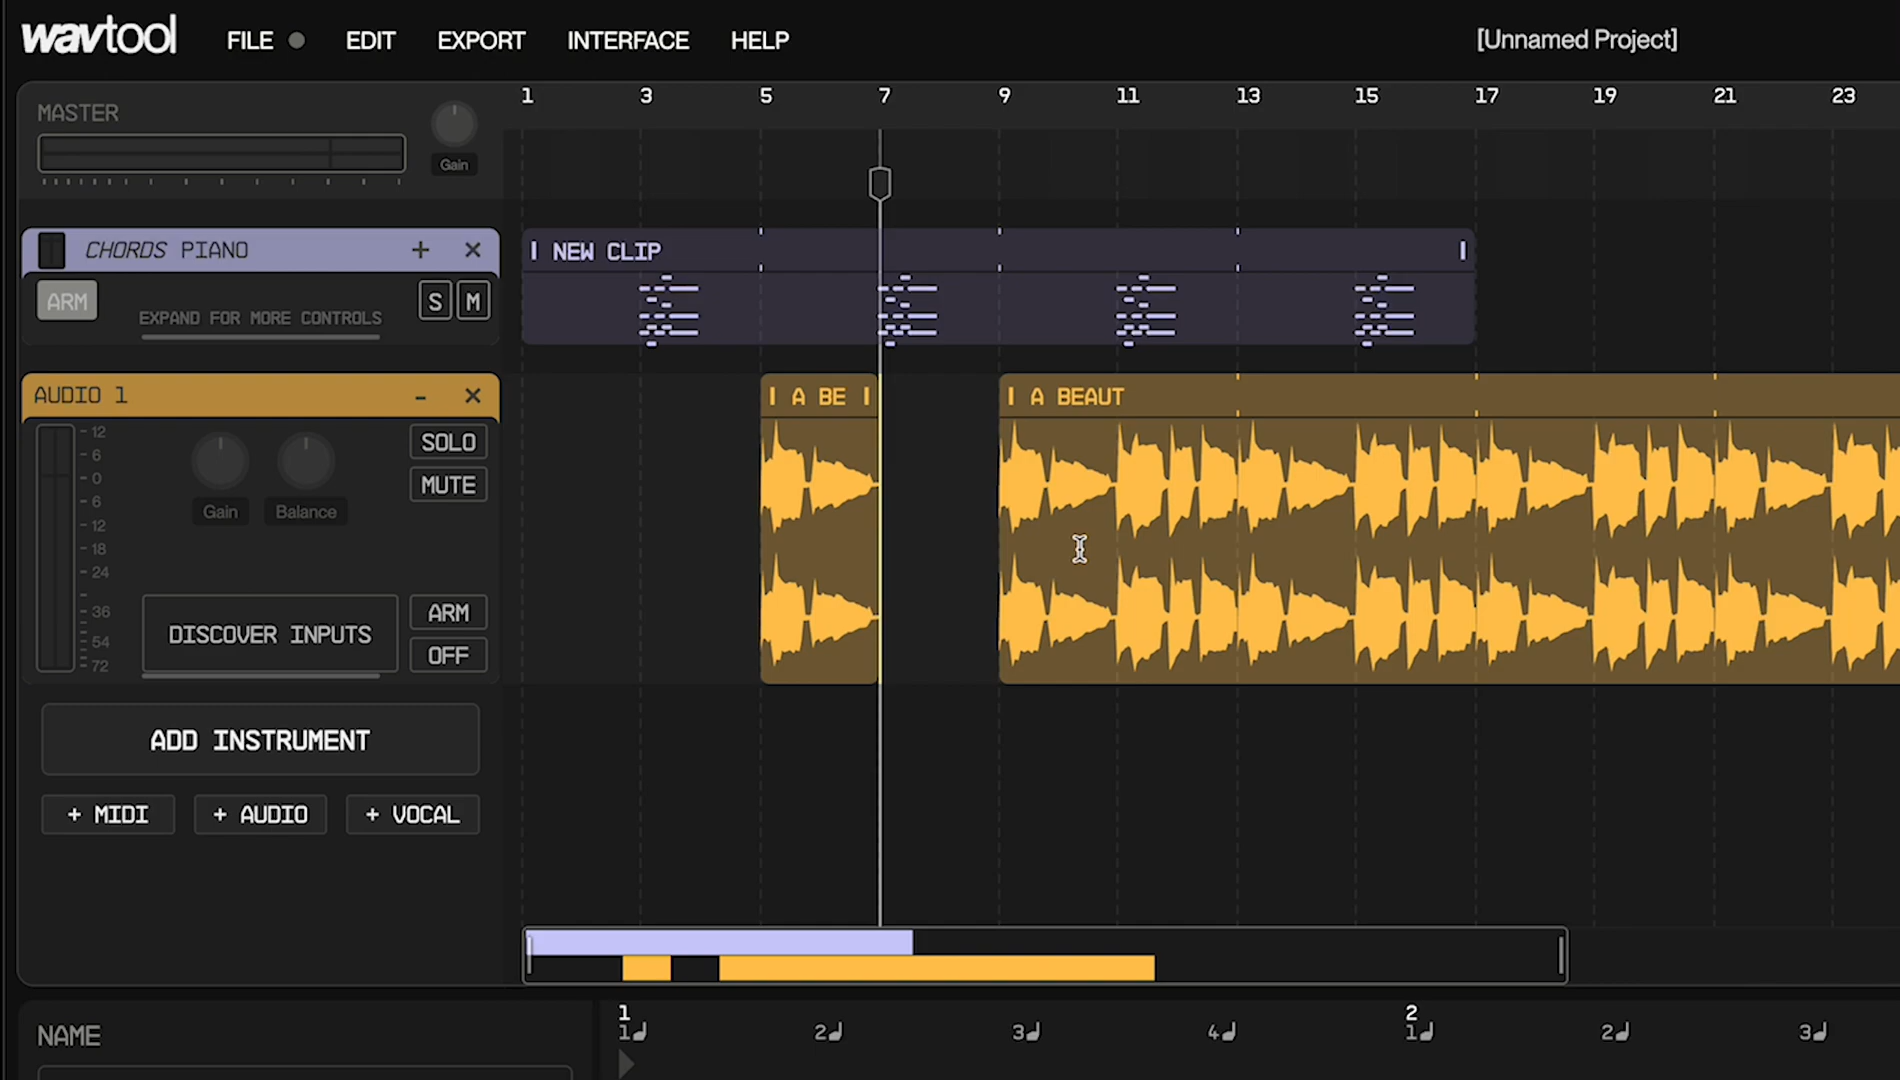 wavtool FILE EDIT EXPORT INTERFACE HELP [Unnamed Project]
1 3 5 7 9 11 13 15 17 19 21 23
MASTER
Gain
CHORDS PIANO + × NEW CLIP
ARM S M
EXPAND FOR MORE CONTROLS
AUDIO 1 - × A BE A BEAUT
12
6
0
6
12
18
24
36
54
72
Gain Balance
SOLO
MUTE
DISCOVER INPUTS
ARM
OFF
ADD INSTRUMENT
+ MIDI + AUDIO + VOCAL
NAME
1 2
1 2 3 4 1 2 3